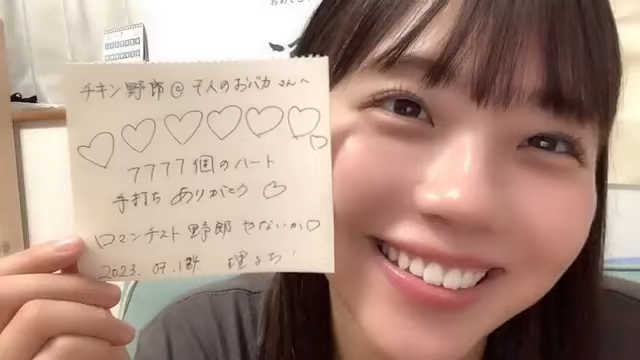 チキン野郎@7人のおバカさんへ
7777個のハート
手打ちありがとう
ロマンチスト野郎やないか
2023.07.